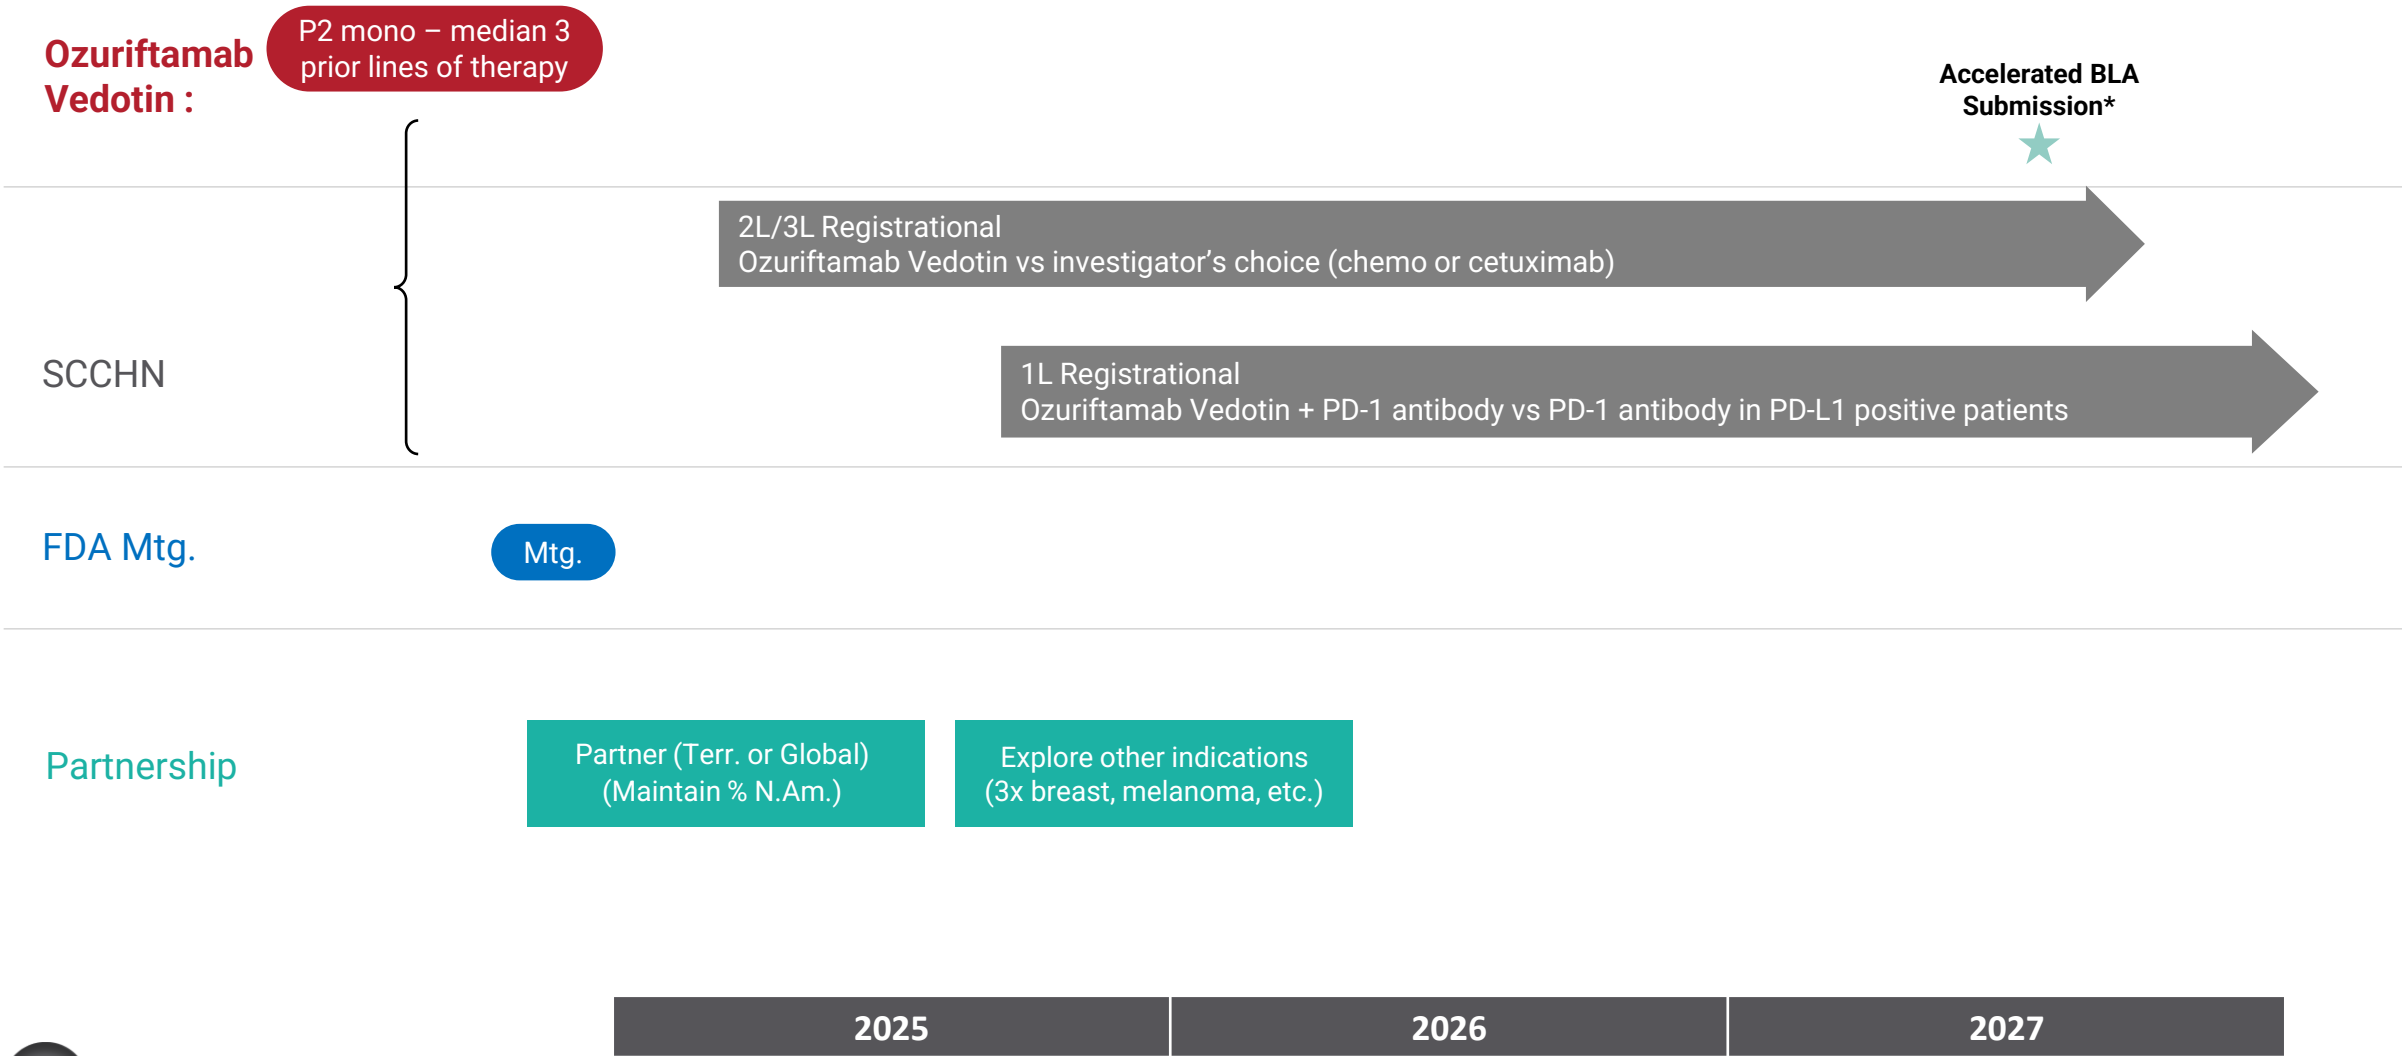 Ozuriftamab
Vedotin :
P2 mono – median 3
prior lines of therapy
Accelerated BLA
Submission*
2L/3L Registrational
Ozuriftamab Vedotin vs investigator’s choice (chemo or cetuximab)
SCCHN
1L Registrational
Ozuriftamab Vedotin + PD-1 antibody vs PD-1 antibody in PD-L1 positive patients
FDA Mtg.
Mtg.
Partnership
Partner (Terr. or Global)
(Maintain % N.Am.)
Explore other indications
(3x breast, melanoma, etc.)
2025
2026
2027